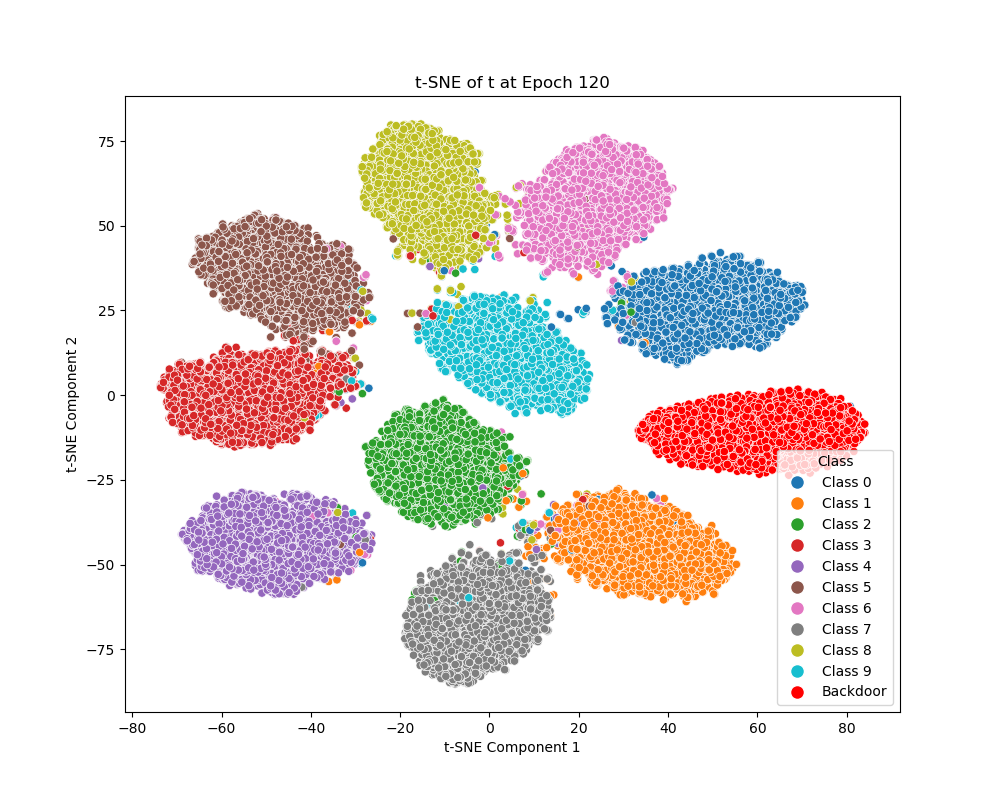 t-SNE of t at Epoch 120
t-SNE Component 2
75
50
25
0
−25
−50
−75
−80
−60
−40
−20
0
20
40
60
80
t-SNE Component 1
Class
Class 0
Class 1
Class 2
Class 3
Class 4
Class 5
Class 6
Class 7
Class 8
Class 9
Backdoor